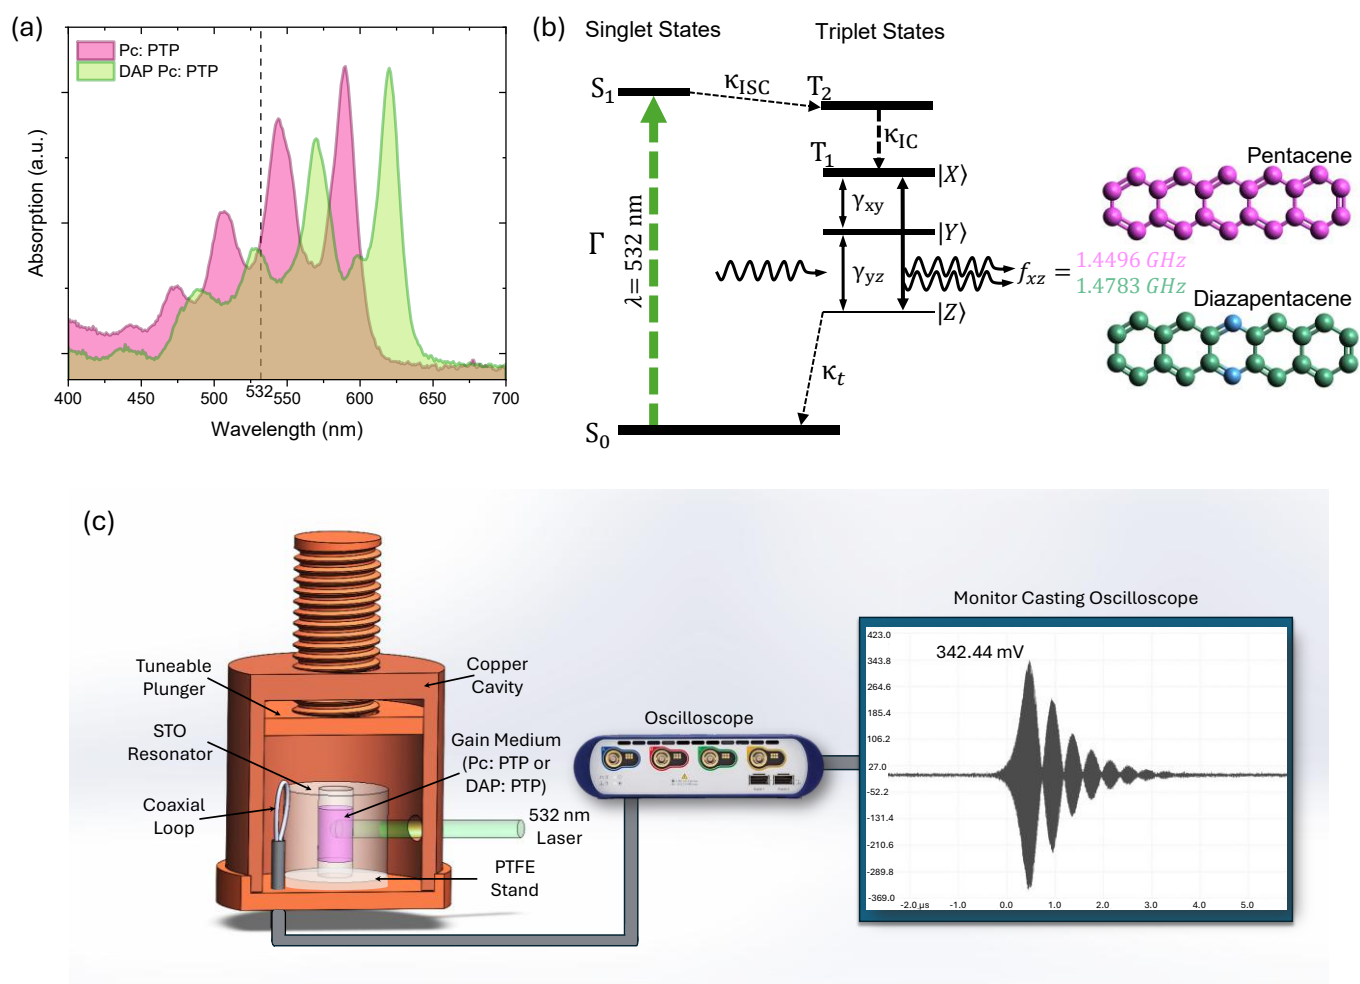 (a)
Pc: PTP
DAP Pc: PTP
Absorption (a.u.)
400 450 500 532 550 600 650 700
Wavelength (nm)
(b)
Singlet States
Triplet States
S1
κISC
T2
κIC
T1
|X⟩
γxy
|Y⟩
Γ
λ= 532 nm
γyz
fxz = 1.4496 GHz
1.4783 GHz
|Z⟩
κt
S0
Pentacene
Diazapentacene
(c)
Tuneable
Plunger
Copper
Cavity
STO
Resonator
Gain Medium
(Pc: PTP or
DAP: PTP)
Coaxial
Loop
532 nm
Laser
PTFE
Stand
Oscilloscope
Monitor Casting Oscilloscope
342.44 mV
423.0
343.8
264.6
185.4
106.2
27.0
-52.2
-131.4
-210.6
-289.8
-369.0
-2.0 µs -1.0 0.0 1.0 2.0 3.0 4.0 5.0